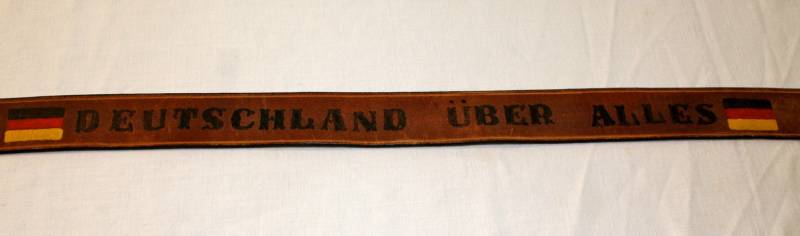 DEUTSCHLAND ÜBER ALLES